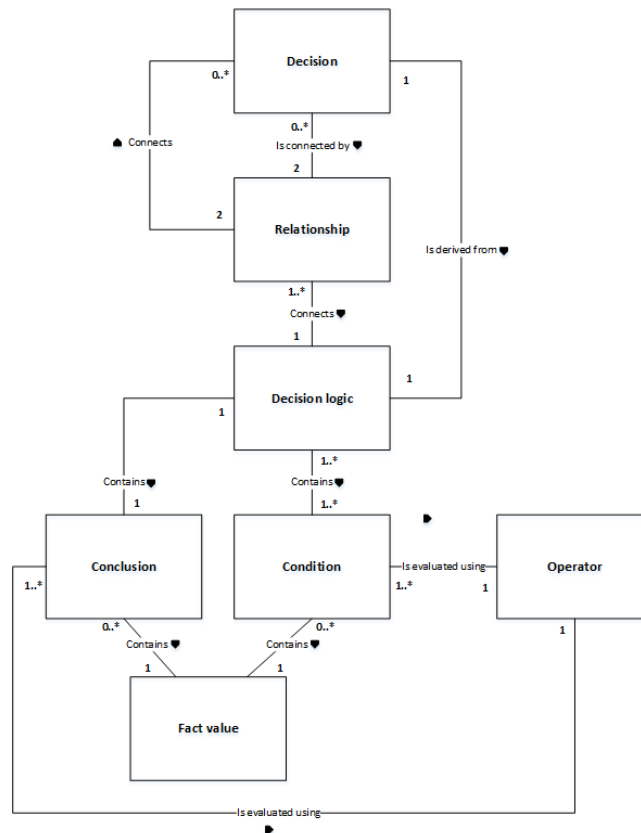 Decision
0..*
1
0..*
Connects
Is connected by
2
2
Relationship
Is derived from
1..*
Connects
1
1
Decision logic
1
1..*
Contains
Contains
1
1..*
Conclusion
Condition
Is evaluated using
Operator
1..*
1..*
1
0..*
0..*
1
Contains
Contains
1
1
Fact value
Is evaluated using